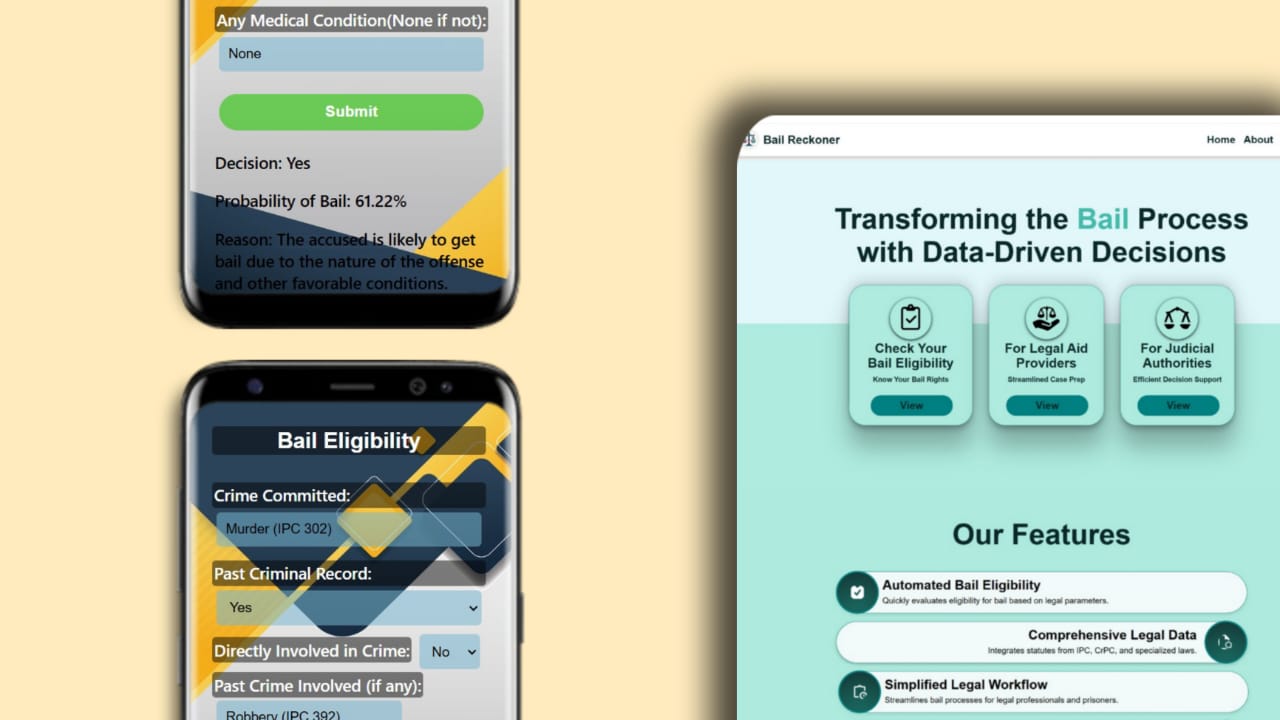 Any Medical Condition(None if not):
None
Submit
Decision: Yes
Probability of Bail: 61.22%
Reason: The accused is likely to get
bail due to the nature of the offense
and other favorable conditions.
Bail Eligibility
Crime Committed:
Murder (IPC 302)
Past Criminal Record:
Yes
Directly Involved in Crime: No
Past Crime Involved (if any):
Robbery (IPC 392)
Bail Reckoner
Home About
Transforming the Bail Process
with Data-Driven Decisions
Check Your
Bail Eligibility
Know Your Bail Rights
View
For Legal Aid
Providers
Streamlined Case Prep
View
For Judicial
Authorities
Efficient Decision Support
View
Our Features
Automated Bail Eligibility
Quickly evaluates eligibility for bail based on legal parameters.
Comprehensive Legal Data
Integrates statutes from IPC, CrPC, and specialized laws.
Simplified Legal Workflow
Streamlines bail processes for legal professionals and prisoners.